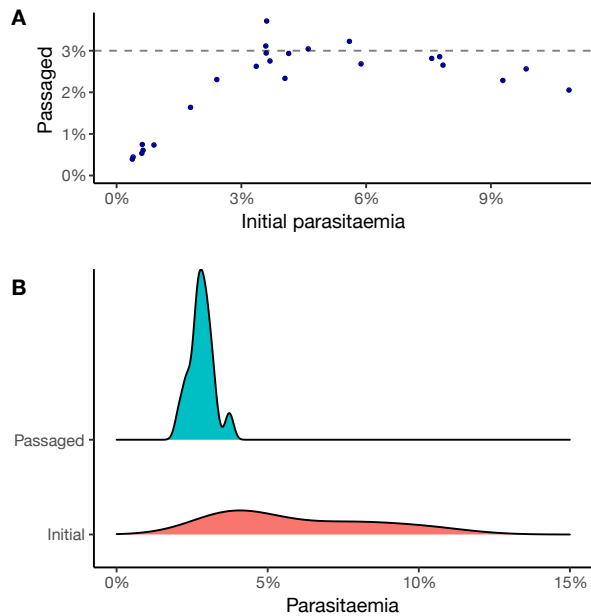 A
Passaged
3%
2%
1%
0%
0% 3% 6% 9%
Initial parasitaemia
B
Passaged
Initial
0% 5% 10% 15%
Parasitaemia